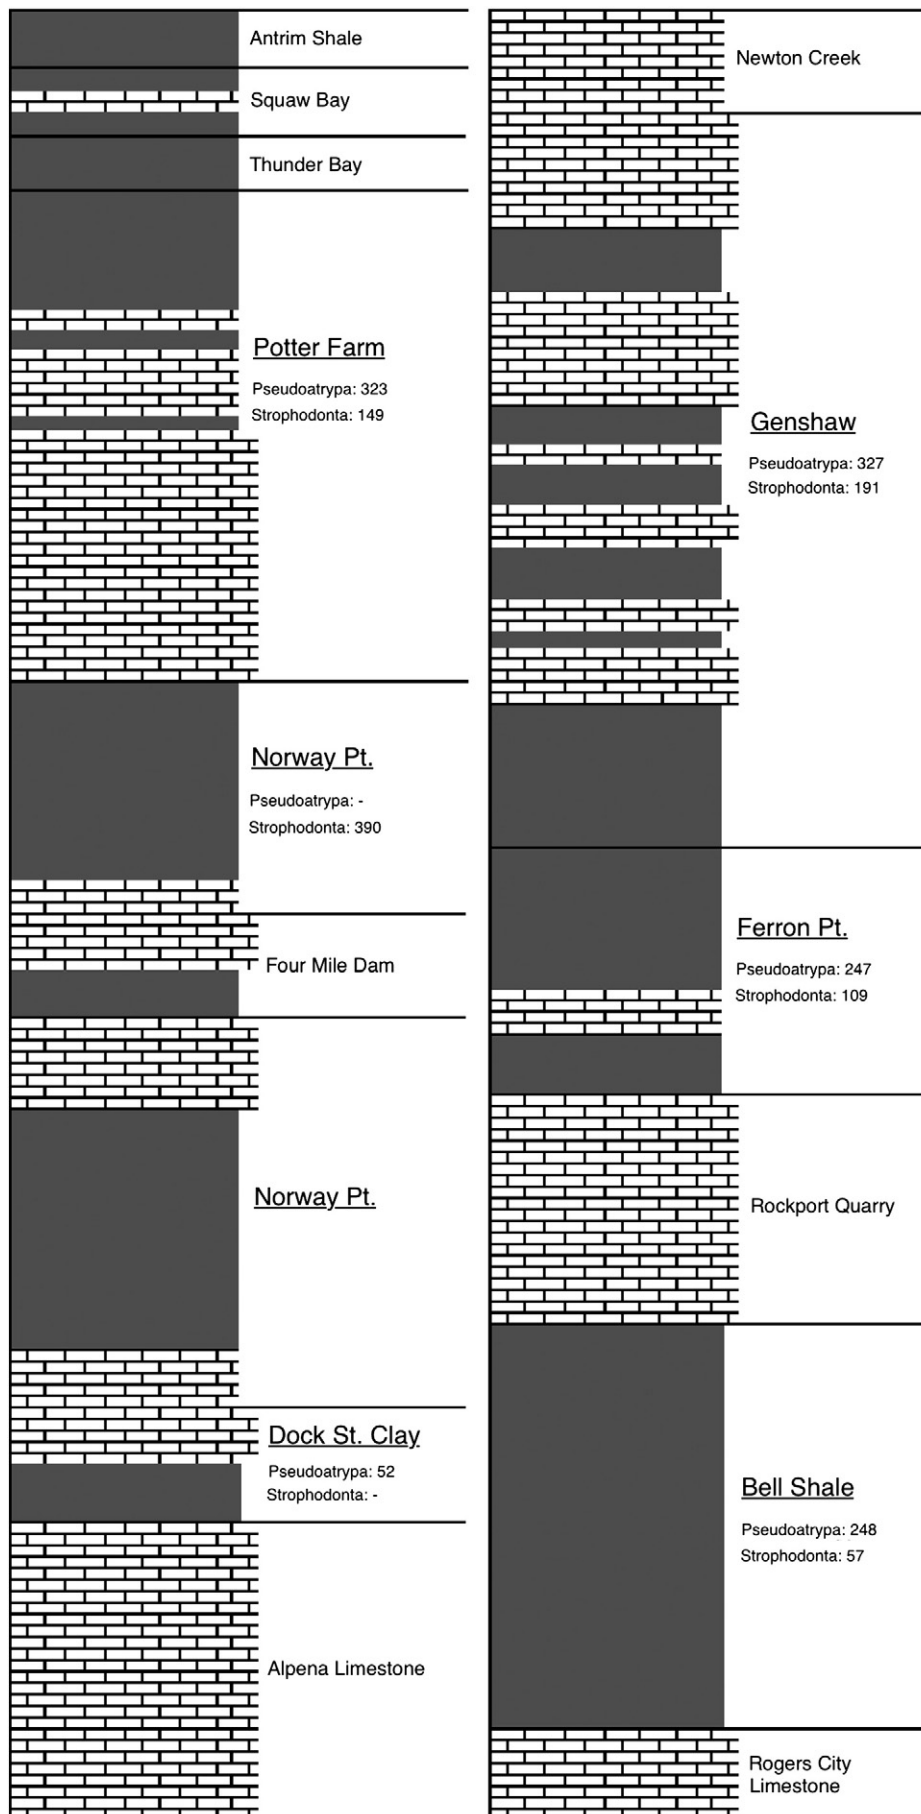 Antrim Shale
Squaw Bay
Thunder Bay
Potter Farm
Pseudoatrypa: 323
Strophodonta: 149
Norway Pt.
Pseudoatrypa: -
Strophodonta: 390
Four Mile Dam
Norway Pt.
Dock St. Clay
Pseudoatrypa: 52
Strophodonta: -
Alpena Limestone
Newton Creek
Genshaw
Pseudoatrypa: 327
Strophodonta: 191
Ferron Pt.
Pseudoatrypa: 247
Strophodonta: 109
Rockport Quarry
Bell Shale
Pseudoatrypa: 248
Strophodonta: 57
Rogers City
Limestone